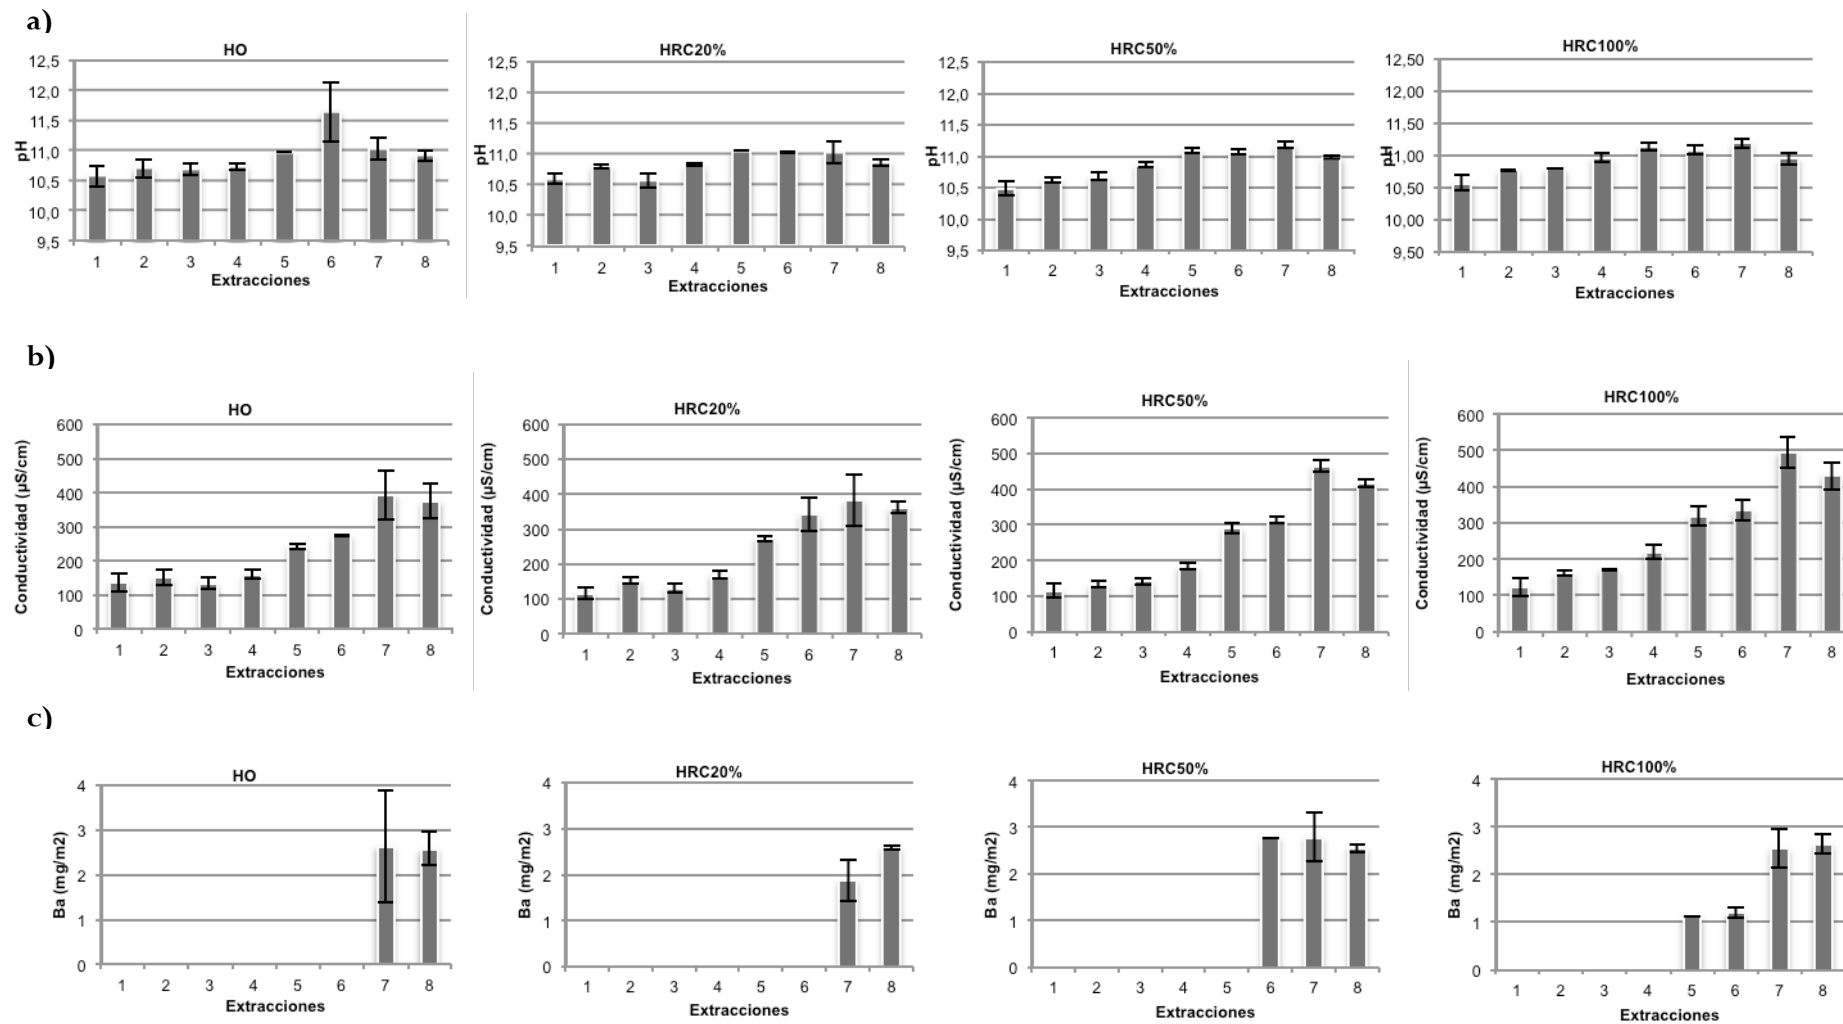 a)
HO
12,5
12,0
11,5
11,0
10,5
10,0
9,5
pH
1 2 3 4 5 6 7 8
Extracciones
HRC20%
12,5
12,0
11,5
11,0
10,5
10,0
9,5
pH
1 2 3 4 5 6 7 8
Extracciones
HRC50%
12,5
12,0
11,5
11,0
10,5
10,0
9,5
pH
1 2 3 4 5 6 7 8
Extracciones
HRC100%
12,50
12,00
11,50
11,00
10,50
10,00
9,50
pH
1 2 3 4 5 6 7 8
Extracciones
b)
HO
600
500
400
300
200
100
0
Conductividad (µS/cm)
1 2 3 4 5 6 7 8
Extracciones
HRC20%
600
500
400
300
200
100
0
Conductividad (µS/cm)
1 2 3 4 5 6 7 8
Extracciones
HRC50%
600
500
400
300
200
100
0
Conductividad (µS/cm)
1 2 3 4 5 6 7 8
Extracciones
HRC100%
600
500
400
300
200
100
0
Conductividad (µS/cm)
1 2 3 4 5 6 7 8
Extracciones
c)
HO
4
3
2
1
0
Ba (mg/m2)
1 2 3 4 5 6 7 8
Extracciones
HRC20%
4
3
2
1
0
Ba (mg/m2)
1 2 3 4 5 6 7 8
Extracciones
HRC50%
4
3
2
1
0
Ba (mg/m2)
1 2 3 4 5 6 7 8
Extracciones
HRC100%
4
3
2
1
0
Ba (mg/m2)
1 2 3 4 5 6 7 8
Extracciones